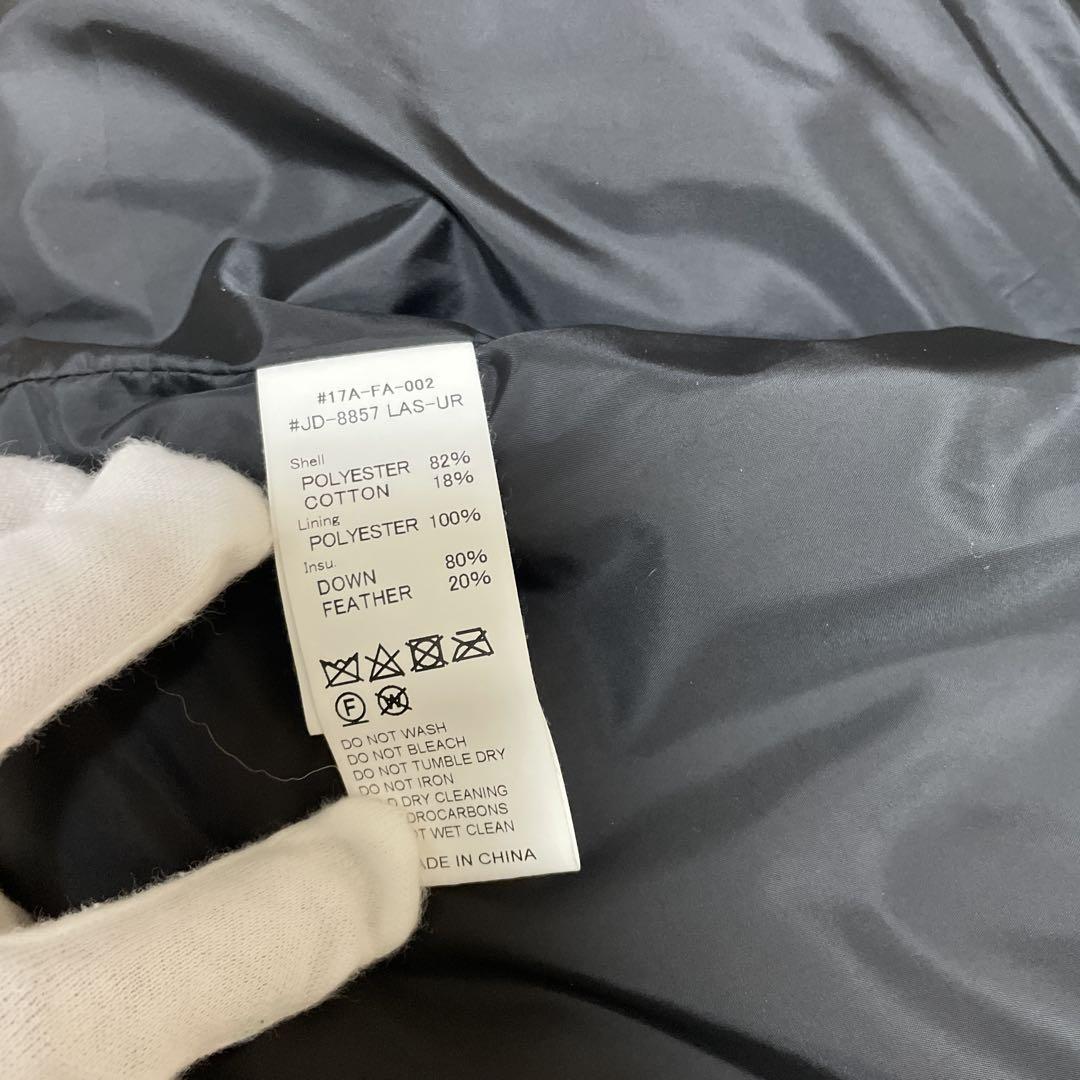 #17A-FA-002
#JD-8857 LAS-UR
Shell
POLYESTER 82%
COTTON 18%
Lining
POLYESTER 100%
Insu.
DOWN 80%
FEATHER 20%
F W
DO NOT WASH
DO NOT BLEACH
DO NOT TUMBLE DRY
DO NOT IRON
DRY CLEANING
DROCARBONS
WET CLEAN
ADE IN CHINA